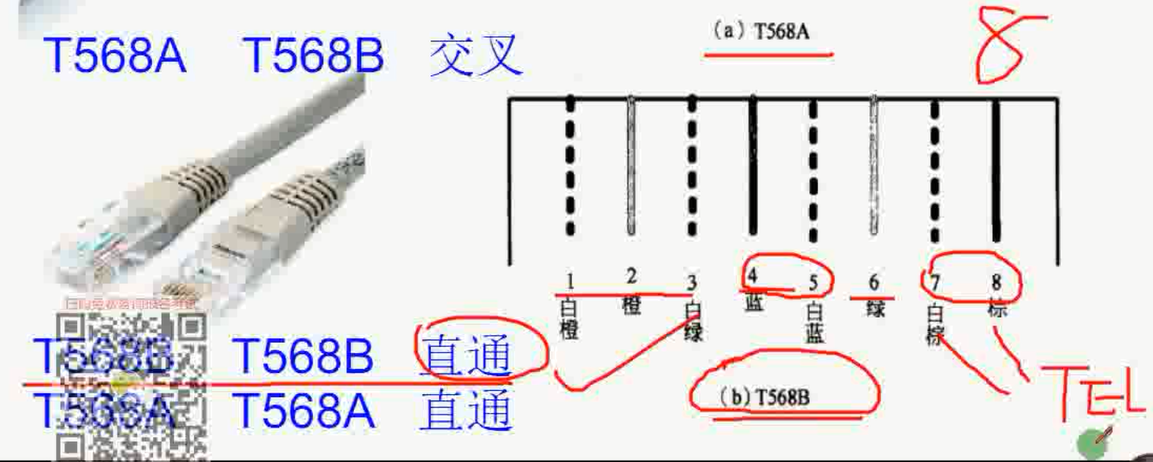 T568A T568B 交叉
(a) T568A
8
1 2 3 4 5 6 7 8
白橙 橙 白绿 蓝 白蓝 绿 白棕 棕
T568B T568B 直通
(b) T568B
TEL
T568A T568A 直通